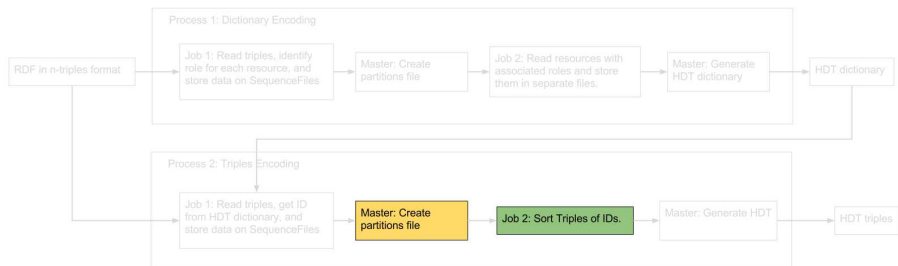 Process 1: Dictionary Encoding
RDF in n-triples format
Job 1: Read triples, identify
role for each resource, and
store data on SequenceFiles
Master: Create
partitions file
Job 2: Read resources with
associated roles and store
them in separate files.
Master: Generate
HDT dictionary
HDT dictionary
Process 2: Triples Encoding
Job 1: Read triples, get ID
from HDT dictionary, and
store data on SequenceFiles
Master: Create
partitions file
Job 2: Sort Triples of IDs.
Master: Generate HDT
HDT triples